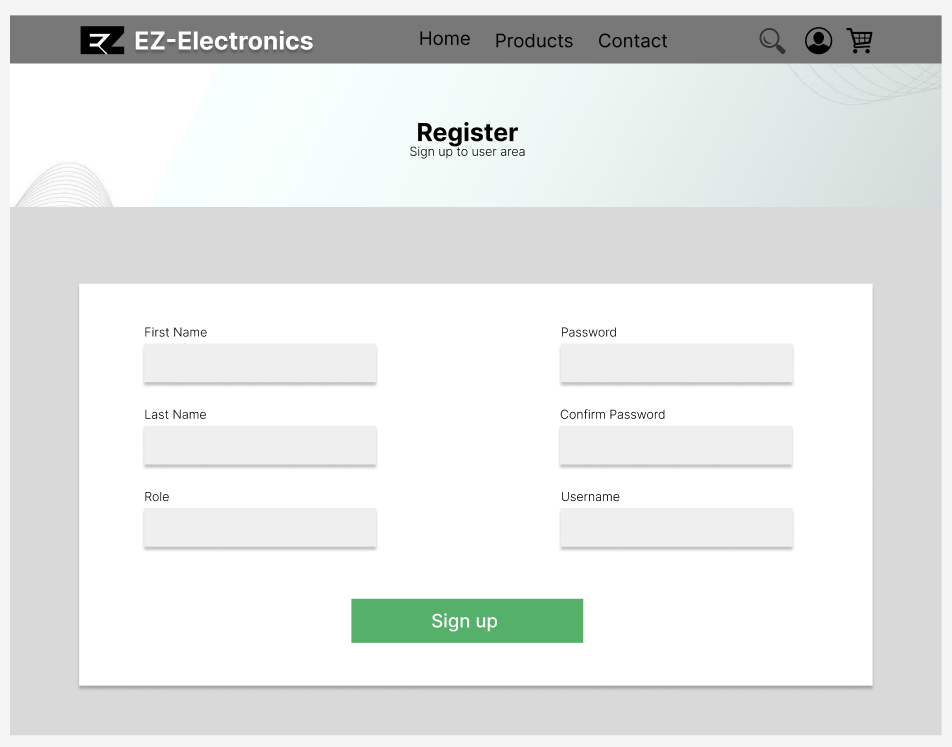 EZ-Electronics
Home Products Contact
Register
Sign up to user area
First Name
Password
Last Name
Confirm Password
Role
Username
Sign up